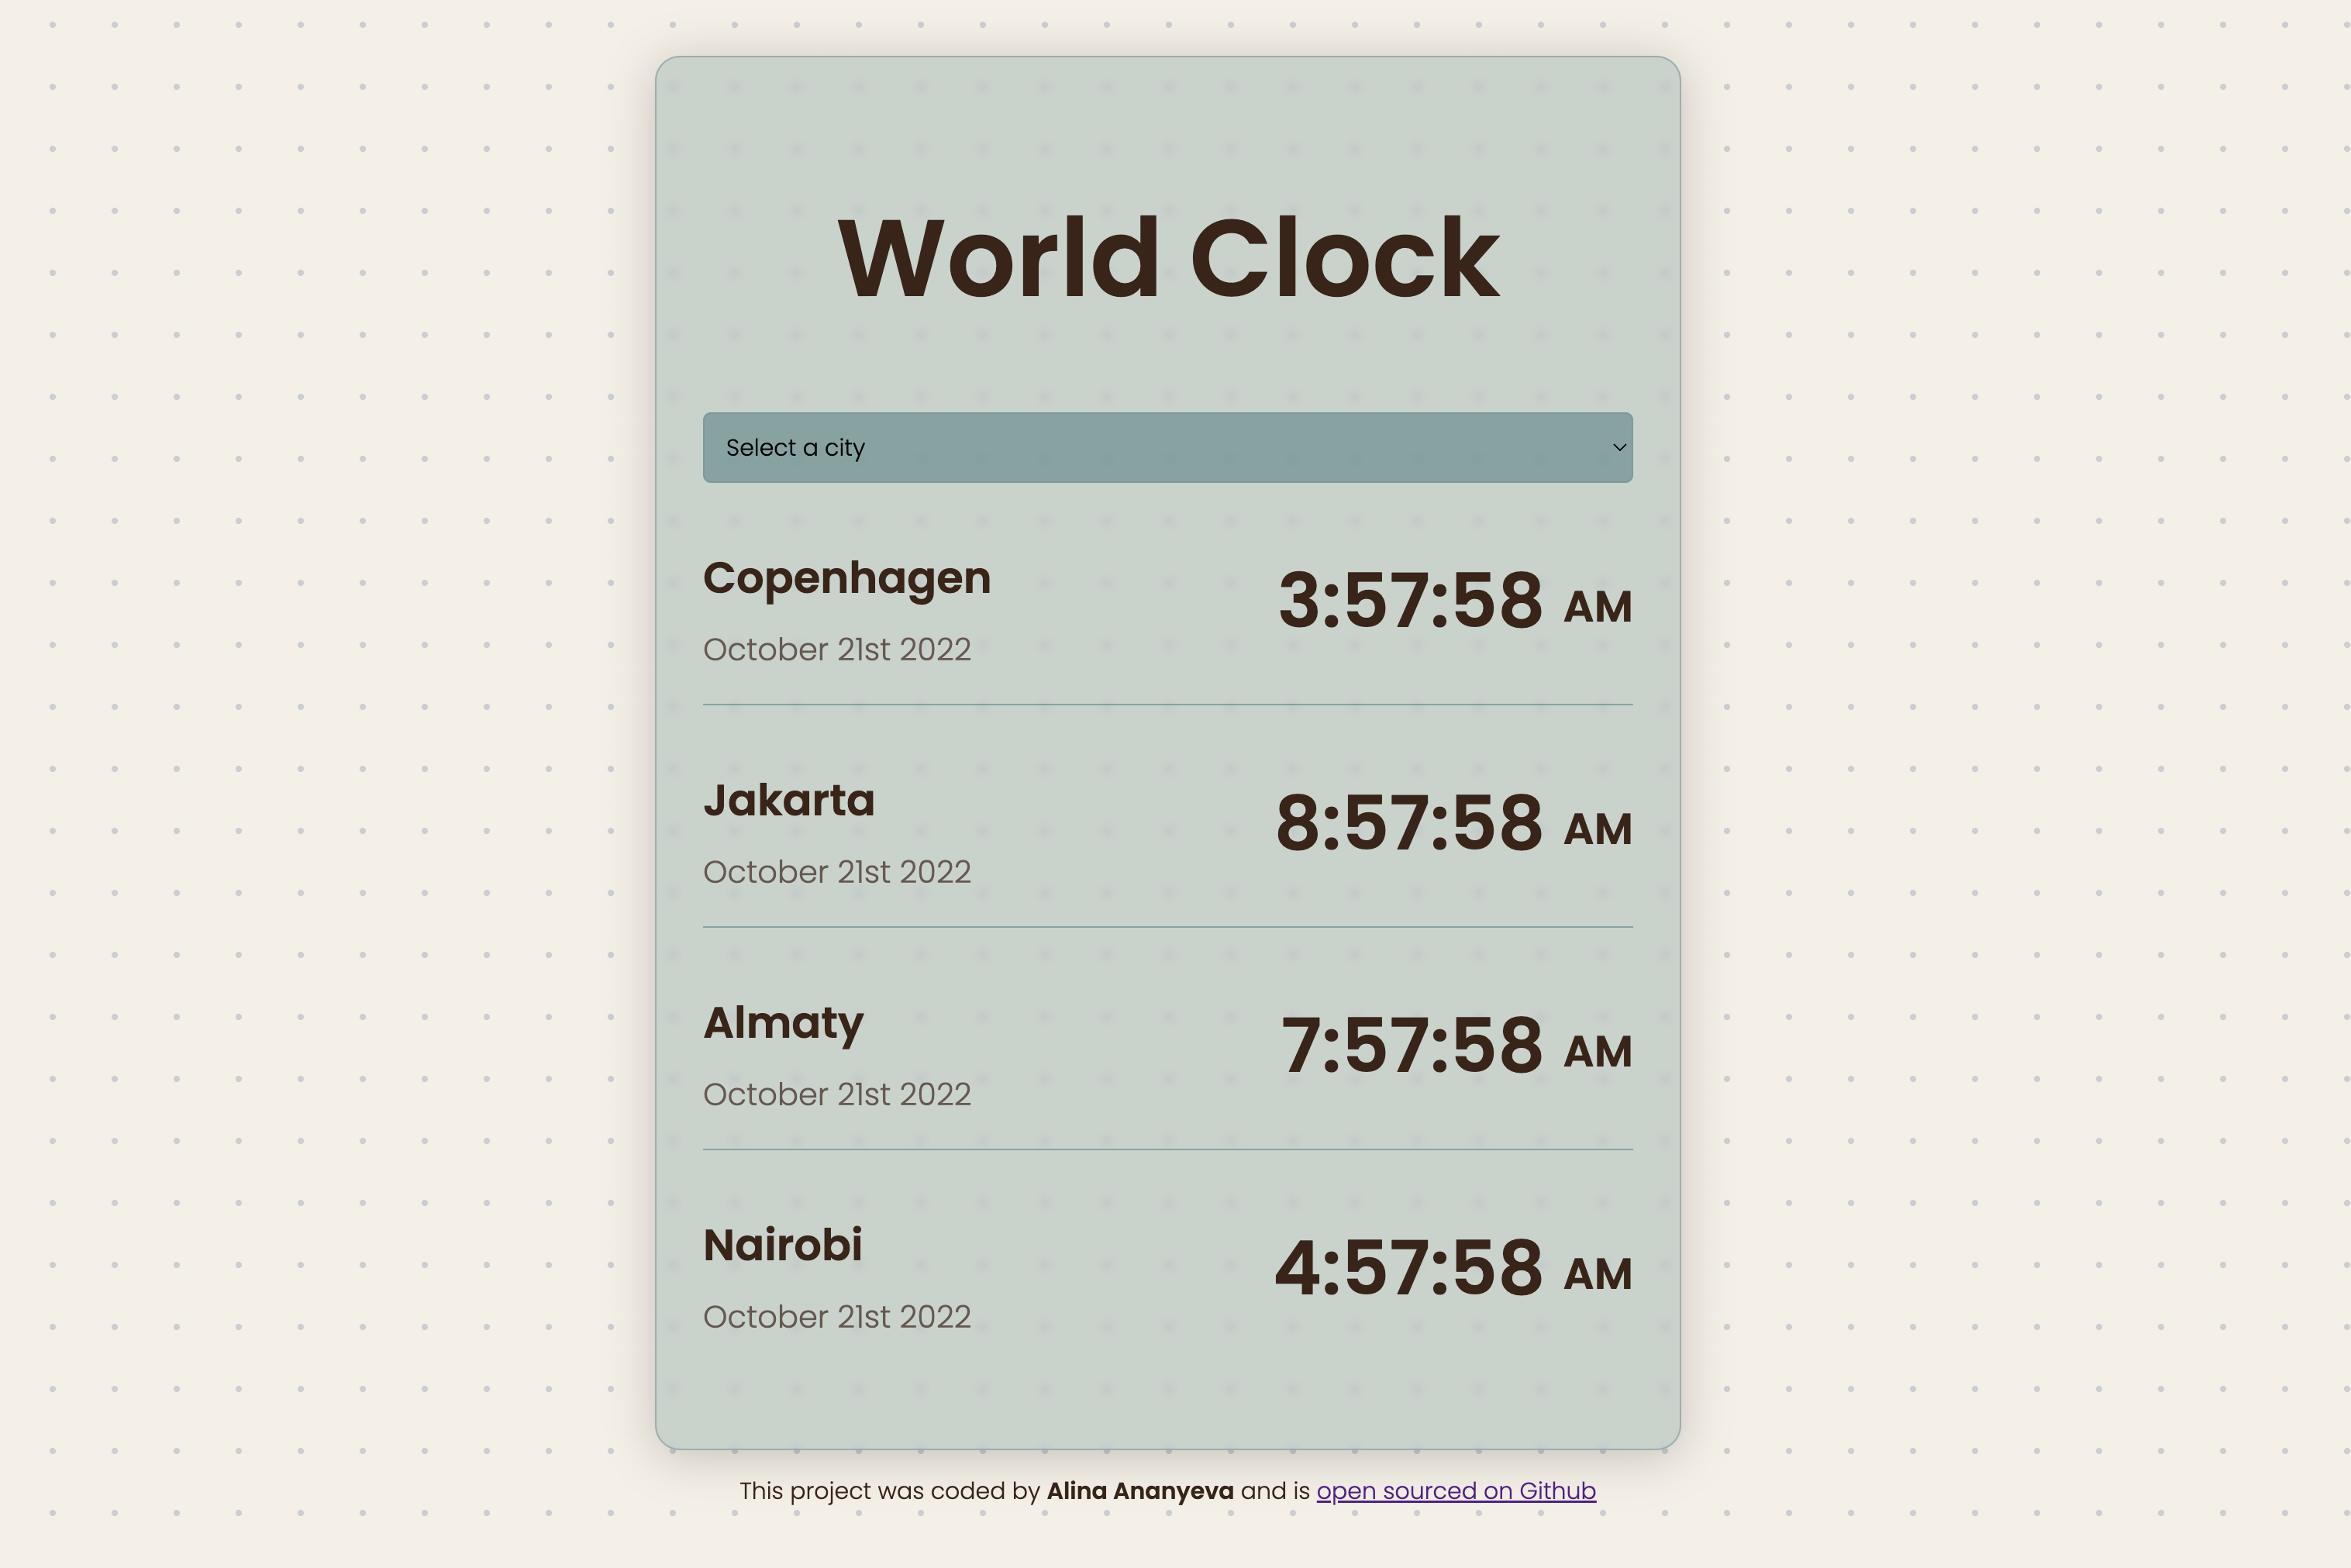 World Clock
Select a city
Copenhagen
3:57:58 AM
October 21st 2022
Jakarta
8:57:58 AM
October 21st 2022
Almaty
7:57:58 AM
October 21st 2022
Nairobi
4:57:58 AM
October 21st 2022
This project was coded by Alina Ananyeva and is open sourced on Github